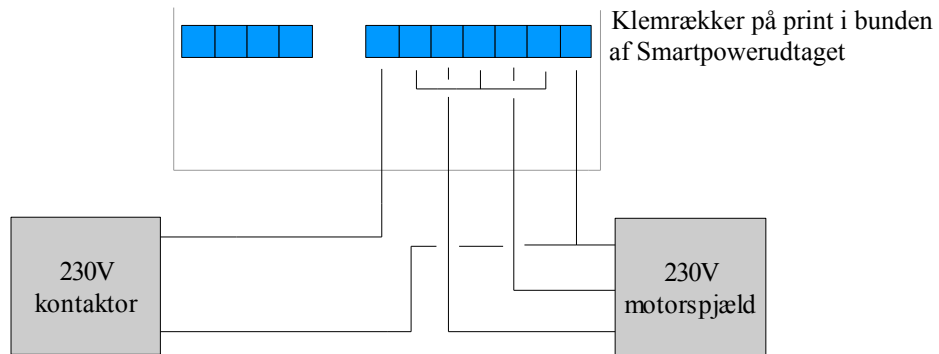 Klemrækker på print i bunden
af Smartpowerudtaget
230V
kontaktor
230V
motorspjæld